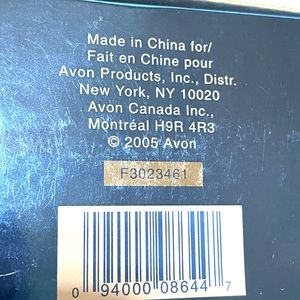 Made in China for/
Fait en Chine pour
Avon Products, Inc., Distr.
New York, NY 10020
Avon Canada Inc.,
Montréal H9R 4R3
© 2005 Avon
F3023461
0 94000 08644 7